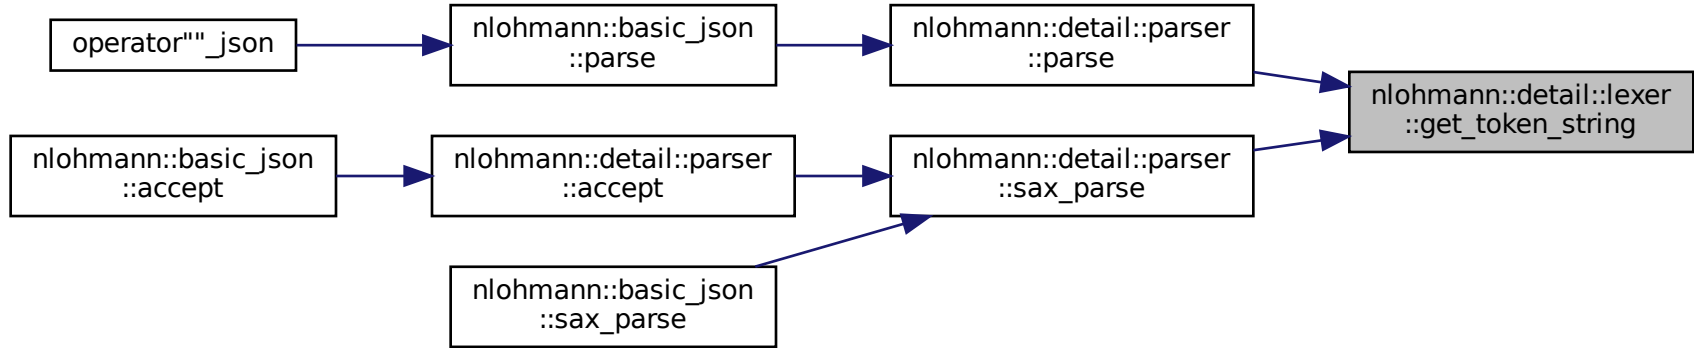 operator""_json
nlohmann::basic_json
::parse
nlohmann::detail::parser
::parse
nlohmann::detail::lexer
::get_token_string
nlohmann::basic_json
::accept
nlohmann::detail::parser
::accept
nlohmann::detail::parser
::sax_parse
nlohmann::basic_json
::sax_parse